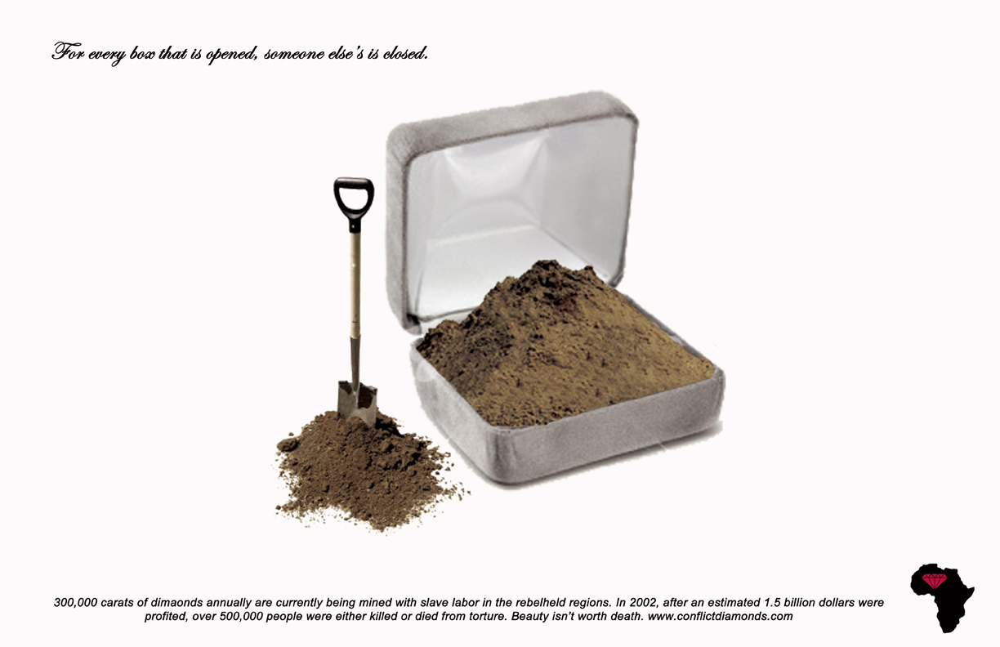 For every box that is opened, someone else's is closed.
300,000 carats of dimaonds annually are currently being mined with slave labor in the rebelheld regions. In 2002, after an estimated 1.5 billion dollars were
profited, over 500,000 people were either killed or died from torture. Beauty isn't worth death. www.conflictdiamonds.com